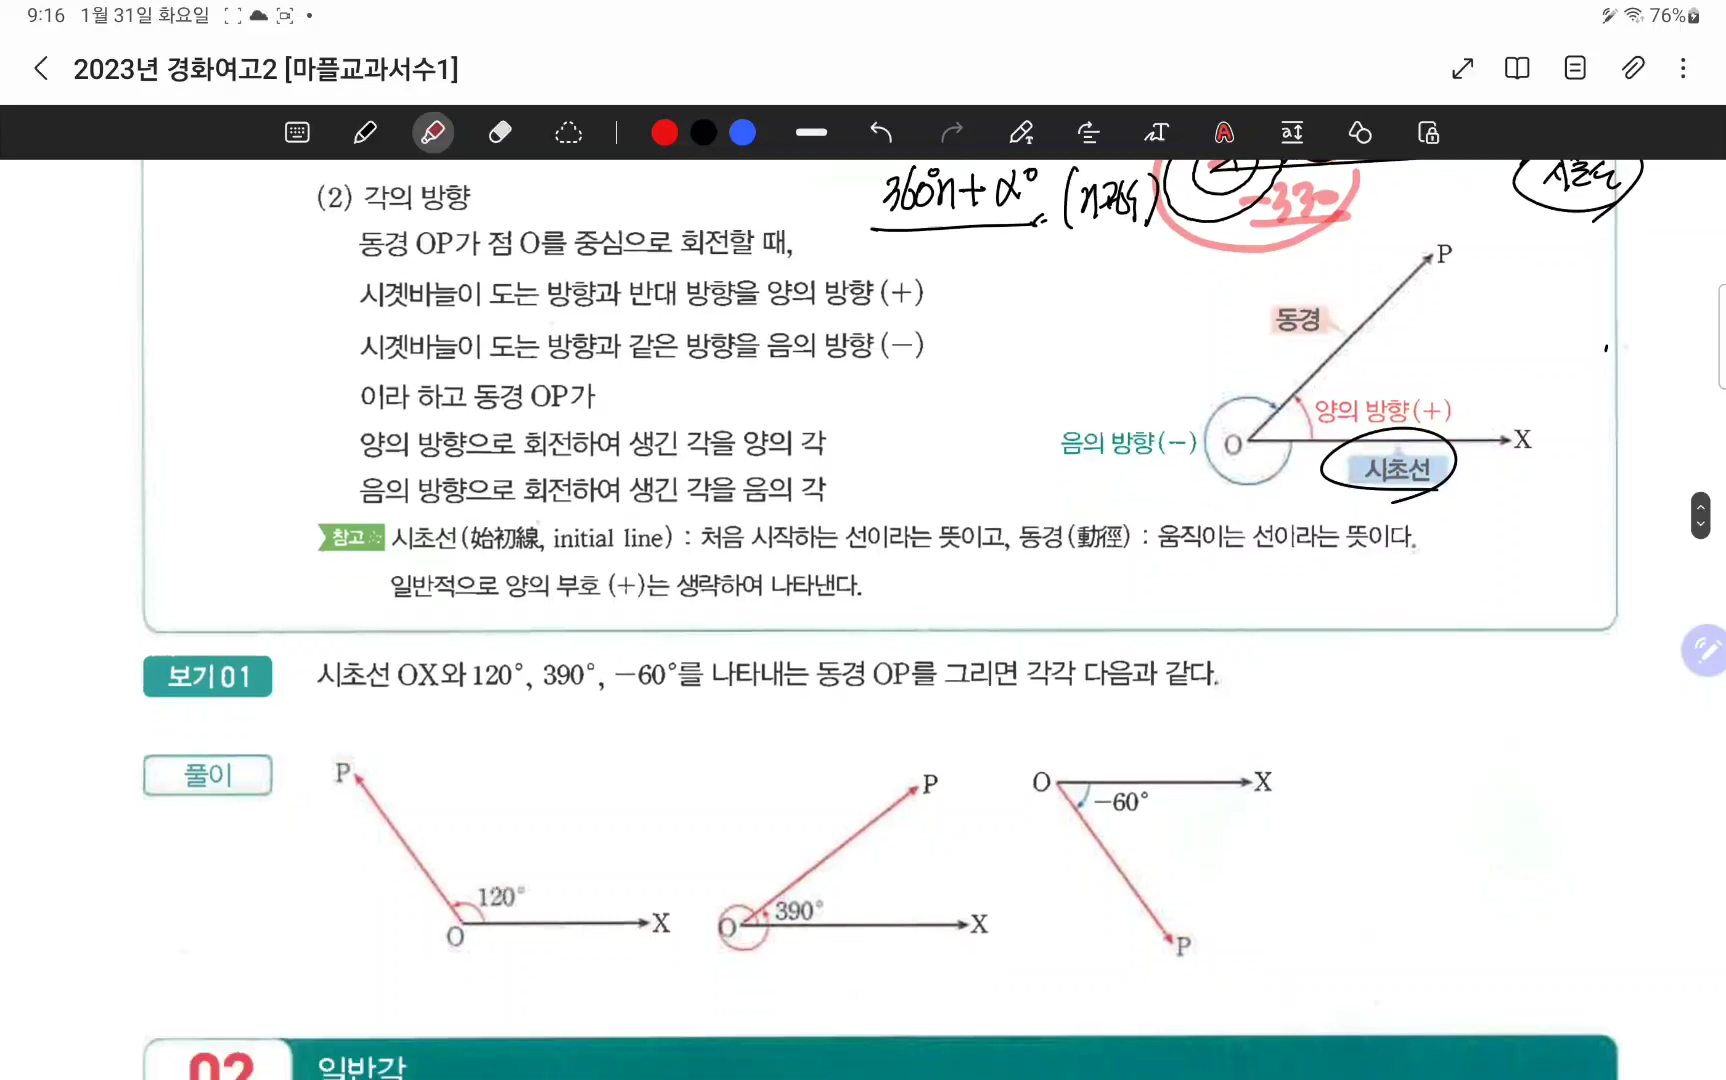 9:16 1월 31일 화요일 76%
2023년 경화여고2 [마플교과서수1]
360°n+α° (n정수)
-330
시초선
(2) 각의 방향
동경 OP가 점 O를 중심으로 회전할 때,
시곗바늘이 도는 방향과 반대 방향을 양의 방향(+)
시곗바늘이 도는 방향과 같은 방향을 음의 방향(-)
이라 하고 동경 OP가
양의 방향으로 회전하여 생긴 각을 양의 각
음의 방향으로 회전하여 생긴 각을 음의 각
P
동경
양의 방향(+)
음의 방향(-)
O
X
시초선
참고 시초선(始初線, initial line) : 처음 시작하는 선이라는 뜻이고, 동경(動徑) : 움직이는 선이라는 뜻이다.
일반적으로 양의 부호 (+)는 생략하여 나타낸다.
보기 01 시초선 OX와 120°, 390°, -60°를 나타내는 동경 OP를 그리면 각각 다음과 같다.
풀이
P
120°
O
X
P
390°
O
X
O
X
-60°
P
02 일반각